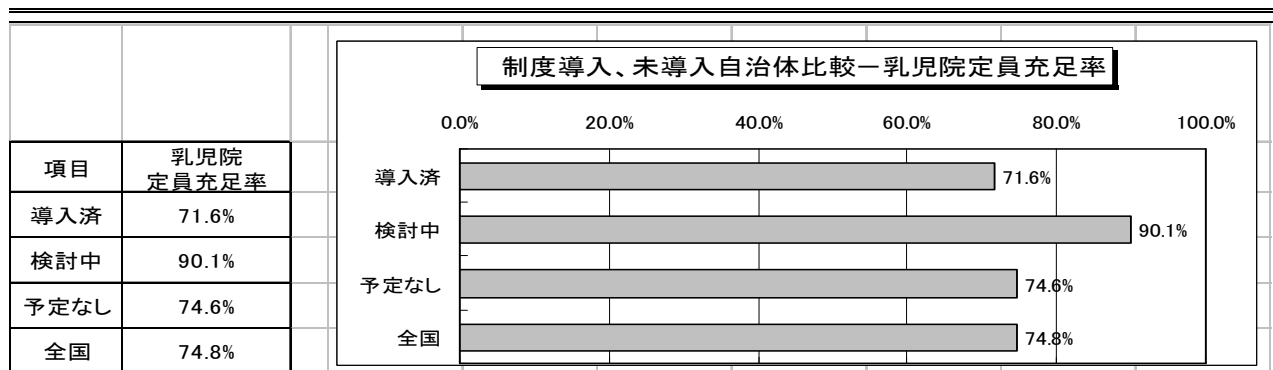 制度導入、未導入自治体比較－乳児院定員充足率
0.0% 20.0% 40.0% 60.0% 80.0% 100.0%
項目 乳児院
定員充足率
導入済 71.6%
検討中 90.1%
予定なし 74.6%
全国 74.8%
導入済 71.6%
検討中 90.1%
予定なし 74.6%
全国 74.8%